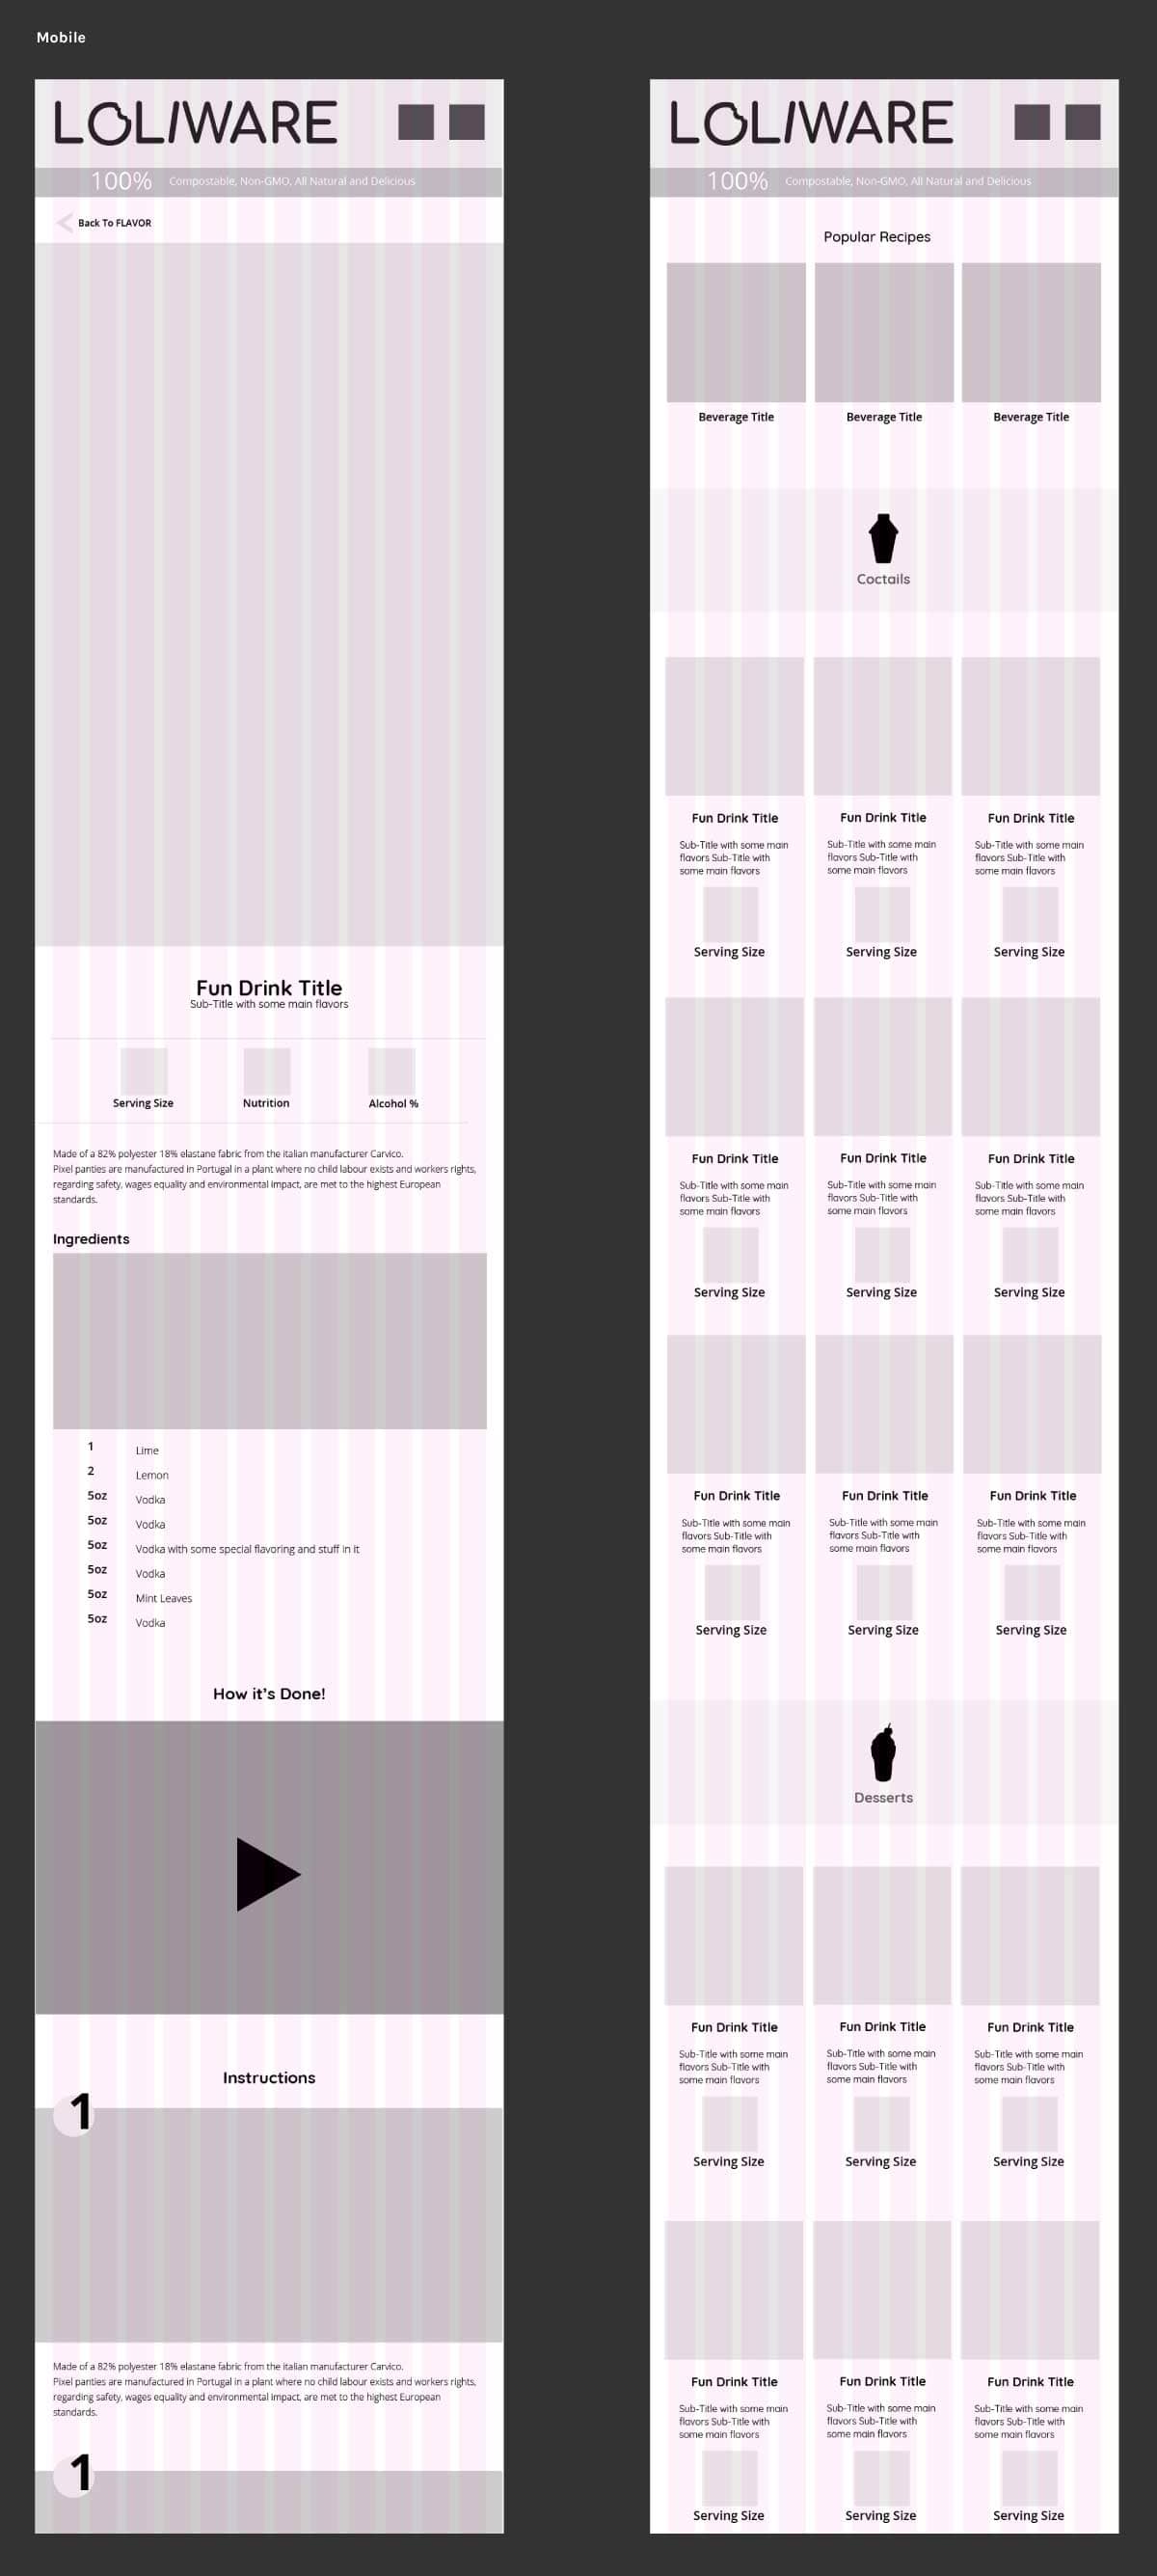 Mobile
LOLIWARE
100% Compostable, Non-GMO, All Natural and Delicious
Back To FLAVOR
Fun Drink Title
Sub-Title with some main flavors
Serving Size Nutrition Alcohol %
Made of a 82% polyester 18% elastane fabric from the italian manufacturer Carvico.
Pixel panties are manufactured in Portugal in a plant where no child labour exists and workers rights,
regarding safety, wages equality and environmental impact, are met to the highest European
standards.
Ingredients
1 Lime
2 Lemon
5oz Vodka
5oz Vodka
5oz Vodka with some special flavoring and stuff in it
5oz Vodka
5oz Mint Leaves
5oz Vodka
How it's Done!
Instructions
1
Made of a 82% polyester 18% elastane fabric from the italian manufacturer Carvico.
Pixel panties are manufactured in Portugal in a plant where no child labour exists and workers rights,
regarding safety, wages equality and environmental impact, are met to the highest European
standards.
1
LOLIWARE
100% Compostable, Non-GMO, All Natural and Delicious
Popular Recipes
Beverage Title Beverage Title Beverage Title
Coctails
Fun Drink Title Fun Drink Title Fun Drink Title
Sub-Title with some main Sub-Title with some main Sub-Title with some main
flavors Sub-Title with flavors Sub-Title with flavors Sub-Title with
some main flavors some main flavors some main flavors
Serving Size Serving Size Serving Size
Fun Drink Title Fun Drink Title Fun Drink Title
Sub-Title with some main Sub-Title with some main Sub-Title with some main
flavors Sub-Title with flavors Sub-Title with flavors Sub-Title with
some main flavors some main flavors some main flavors
Serving Size Serving Size Serving Size
Fun Drink Title Fun Drink Title Fun Drink Title
Sub-Title with some main Sub-Title with some main Sub-Title with some main
flavors Sub-Title with flavors Sub-Title with flavors Sub-Title with
some main flavors some main flavors some main flavors
Serving Size Serving Size Serving Size
Desserts
Fun Drink Title Fun Drink Title Fun Drink Title
Sub-Title with some main Sub-Title with some main Sub-Title with some main
flavors Sub-Title with flavors Sub-Title with flavors Sub-Title with
some main flavors some main flavors some main flavors
Serving Size Serving Size Serving Size
Fun Drink Title Fun Drink Title Fun Drink Title
Sub-Title with some main Sub-Title with some main Sub-Title with some main
flavors Sub-Title with flavors Sub-Title with flavors Sub-Title with
some main flavors some main flavors some main flavors
Serving Size Serving Size Serving Size